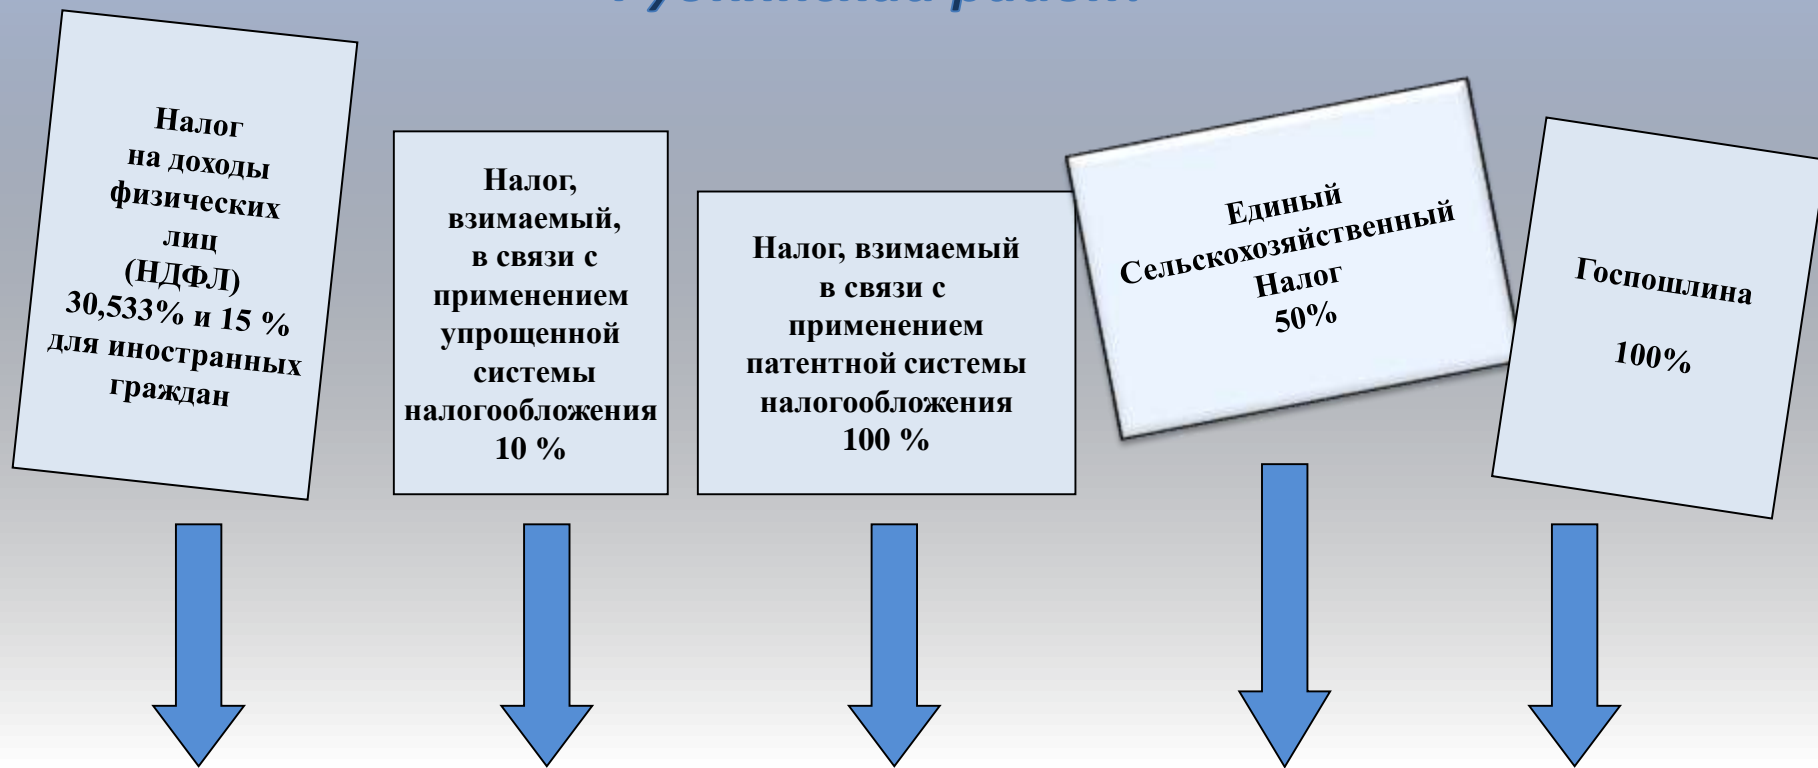 Налог
на доходы
физических
лиц
(НДФЛ)
30,533% и 15 %
для иностранных
граждан
Налог,
взимаемый,
в связи с
применением
упрощенной
системы
налогообложения
10 %
Налог, взимаемый
в связи с
применением
патентной системы
налогообложения
100 %
Единый
Сельскохозяйственный
Налог
50%
Госпошлина
100%